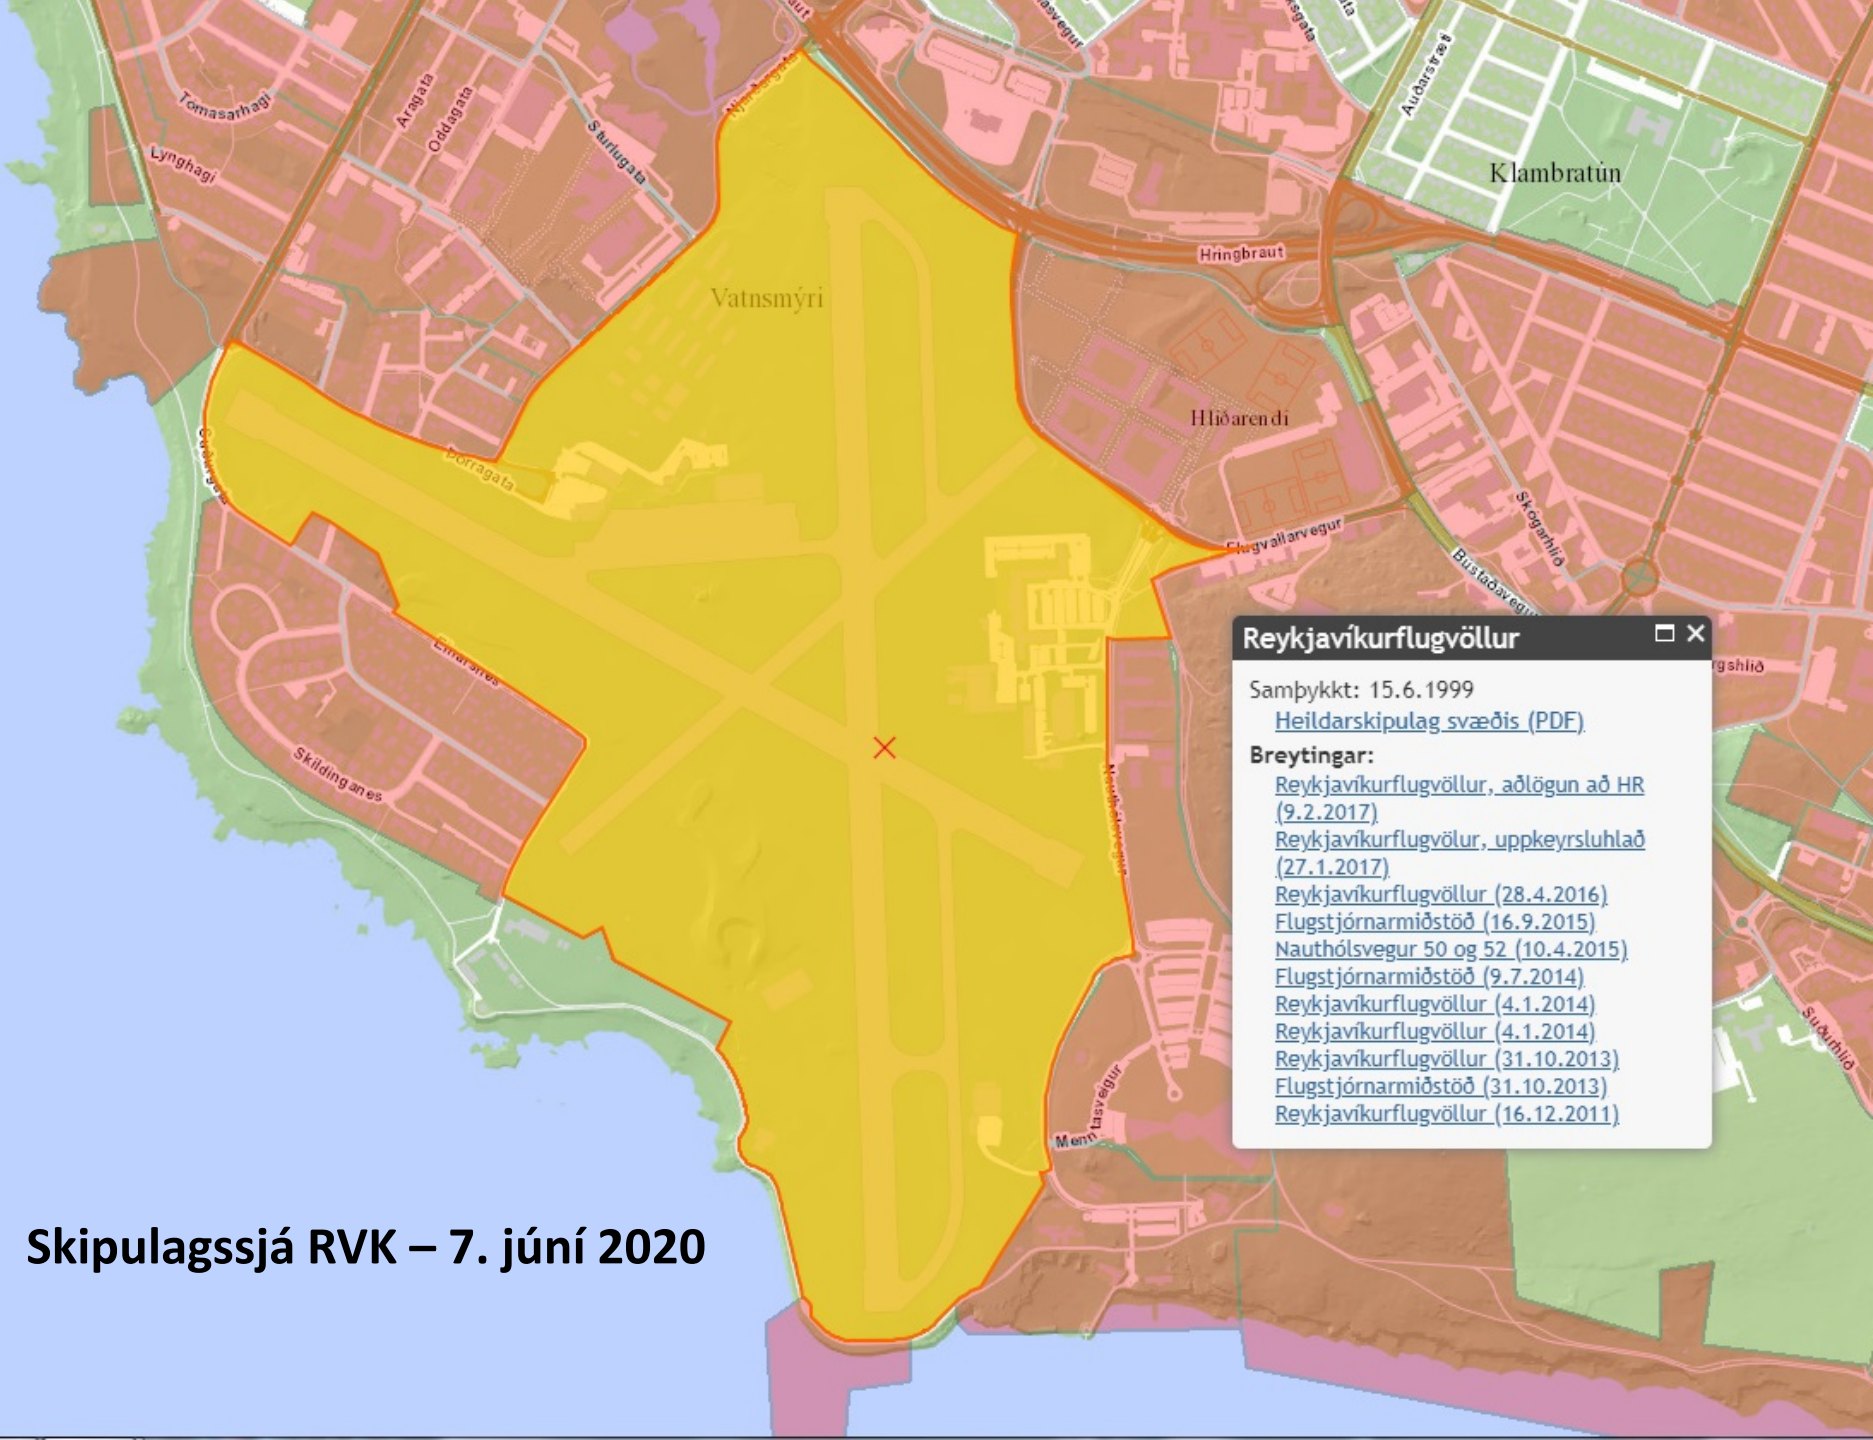 Tomasarhagi
Aragata
Oddagata
Sturlugata
Lynghagi
Njarðargata
Auðarstræti
Klambratún
Hringbraut
Vatnsmýri
Hlíðarendi
Þorragata
Suðurgata
Flugvallarvegur
Skógarhlíð
Bústaðavegur
Einarsnes
Skildinganes
Nauthólsvegur
Menntasveigur
Suðurhlíð
Reykjavíkurflugvöllur
Samþykkt: 15.6.1999
Heildarskipulag svæðis (PDF)
Breytingar:
Reykjavíkurflugvöllur, aðlögun að HR
(9.2.2017)
Reykjavíkurflugvölur, uppkeyrsluhlað
(27.1.2017)
Reykjavíkurflugvöllur (28.4.2016)
Flugstjórnarmiðstöð (16.9.2015)
Nauthólsvegur 50 og 52 (10.4.2015)
Flugstjórnarmiðstöð (9.7.2014)
Reykjavíkurflugvöllur (4.1.2014)
Reykjavíkurflugvöllur (4.1.2014)
Reykjavíkurflugvöllur (31.10.2013)
Flugstjórnarmiðstöð (31.10.2013)
Reykjavíkurflugvöllur (16.12.2011)
Skipulagssjá RVK – 7. júní 2020